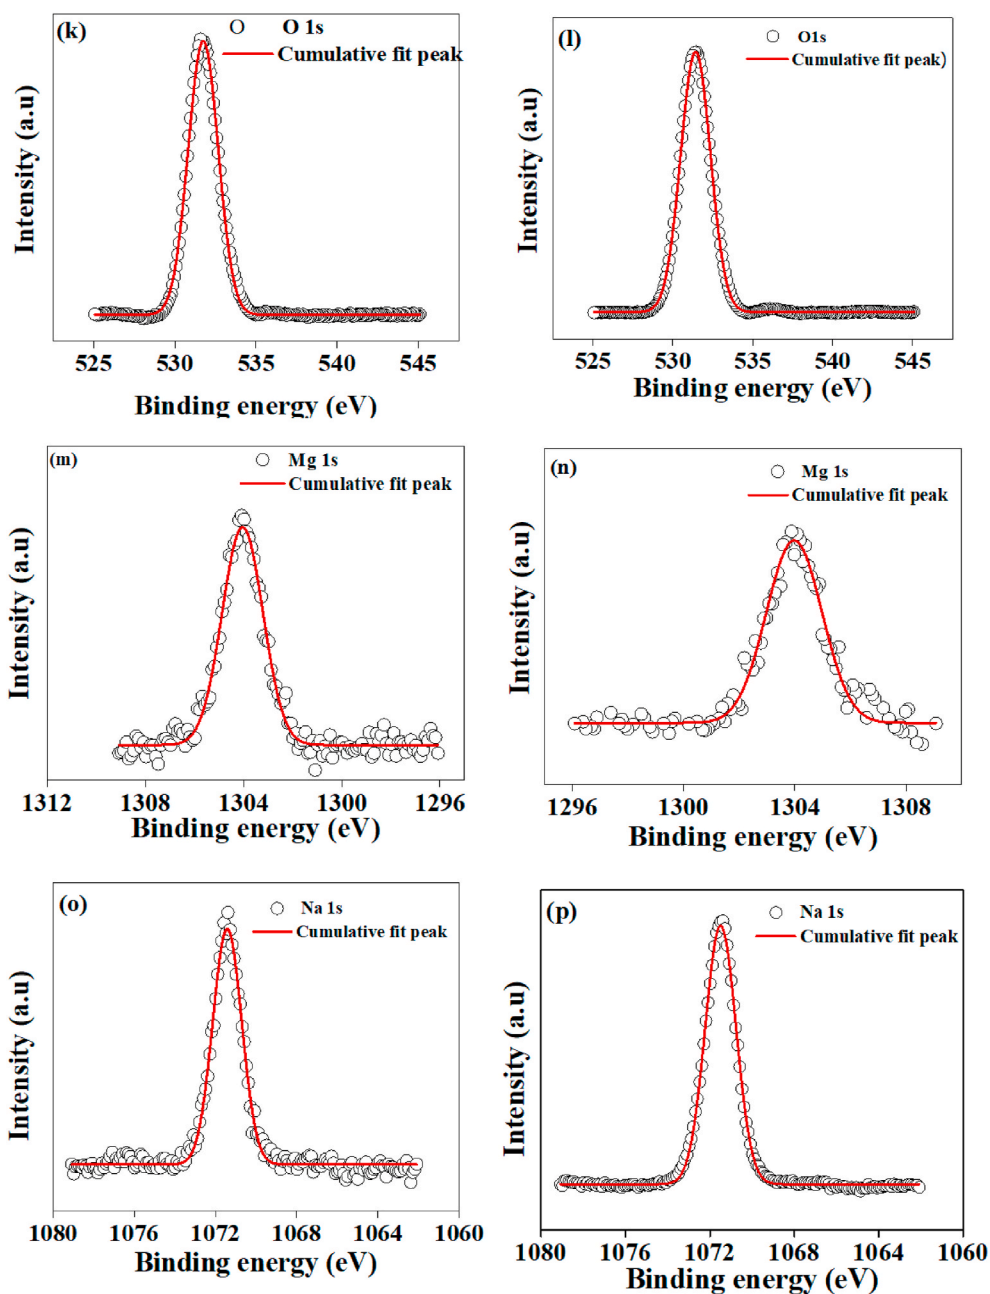 (k)
O 1s
Cumulative fit peak
Intensity (a.u)
525 530 535 540 545
Binding energy (eV)
(l)
O1s
Cumulative fit peak)
Intensity (a.u)
525 530 535 540 545
Binding energy (eV)
(m)
Mg 1s
Cumulative fit peak
Intensity (a.u)
1312 1308 1304 1300 1296
Binding energy (eV)
(n)
Mg 1s
Cumulative fit peak
Intensity (a.u)
1296 1300 1304 1308
Binding energy (eV)
(o)
Na 1s
Cumulative fit peak
Intensity (a.u)
1080 1076 1072 1068 1064 1060
Binding energy (eV)
(p)
Na 1s
Cumulative fit peak
Intensity (a.u)
1080 1076 1072 1068 1064 1060
Binding energy (eV)